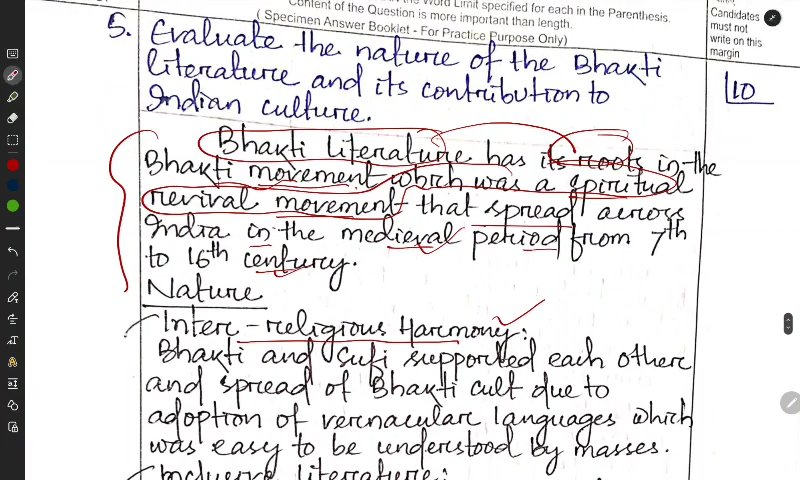 Content of the Question is more important than length.
( Specimen Answer Booklet - For Practice Purpose Only)
Candidates
must not
write on this
margin
5. Evaluate the nature of the Bhakti
literature and its contribution to
Indian culture.
10
Bhakti Literature has its roots in the
Bhakti movement which was a spiritual
revival movement that spread across
India in the medieval period from 7th
to 16th century.
Nature
Inter-religious Harmony:
Bhakti and Sufi supported each other
and spread of Bhakti cult due to
adoption of vernacular languages which
was easy to be understood by masses.
Inclusive literature: